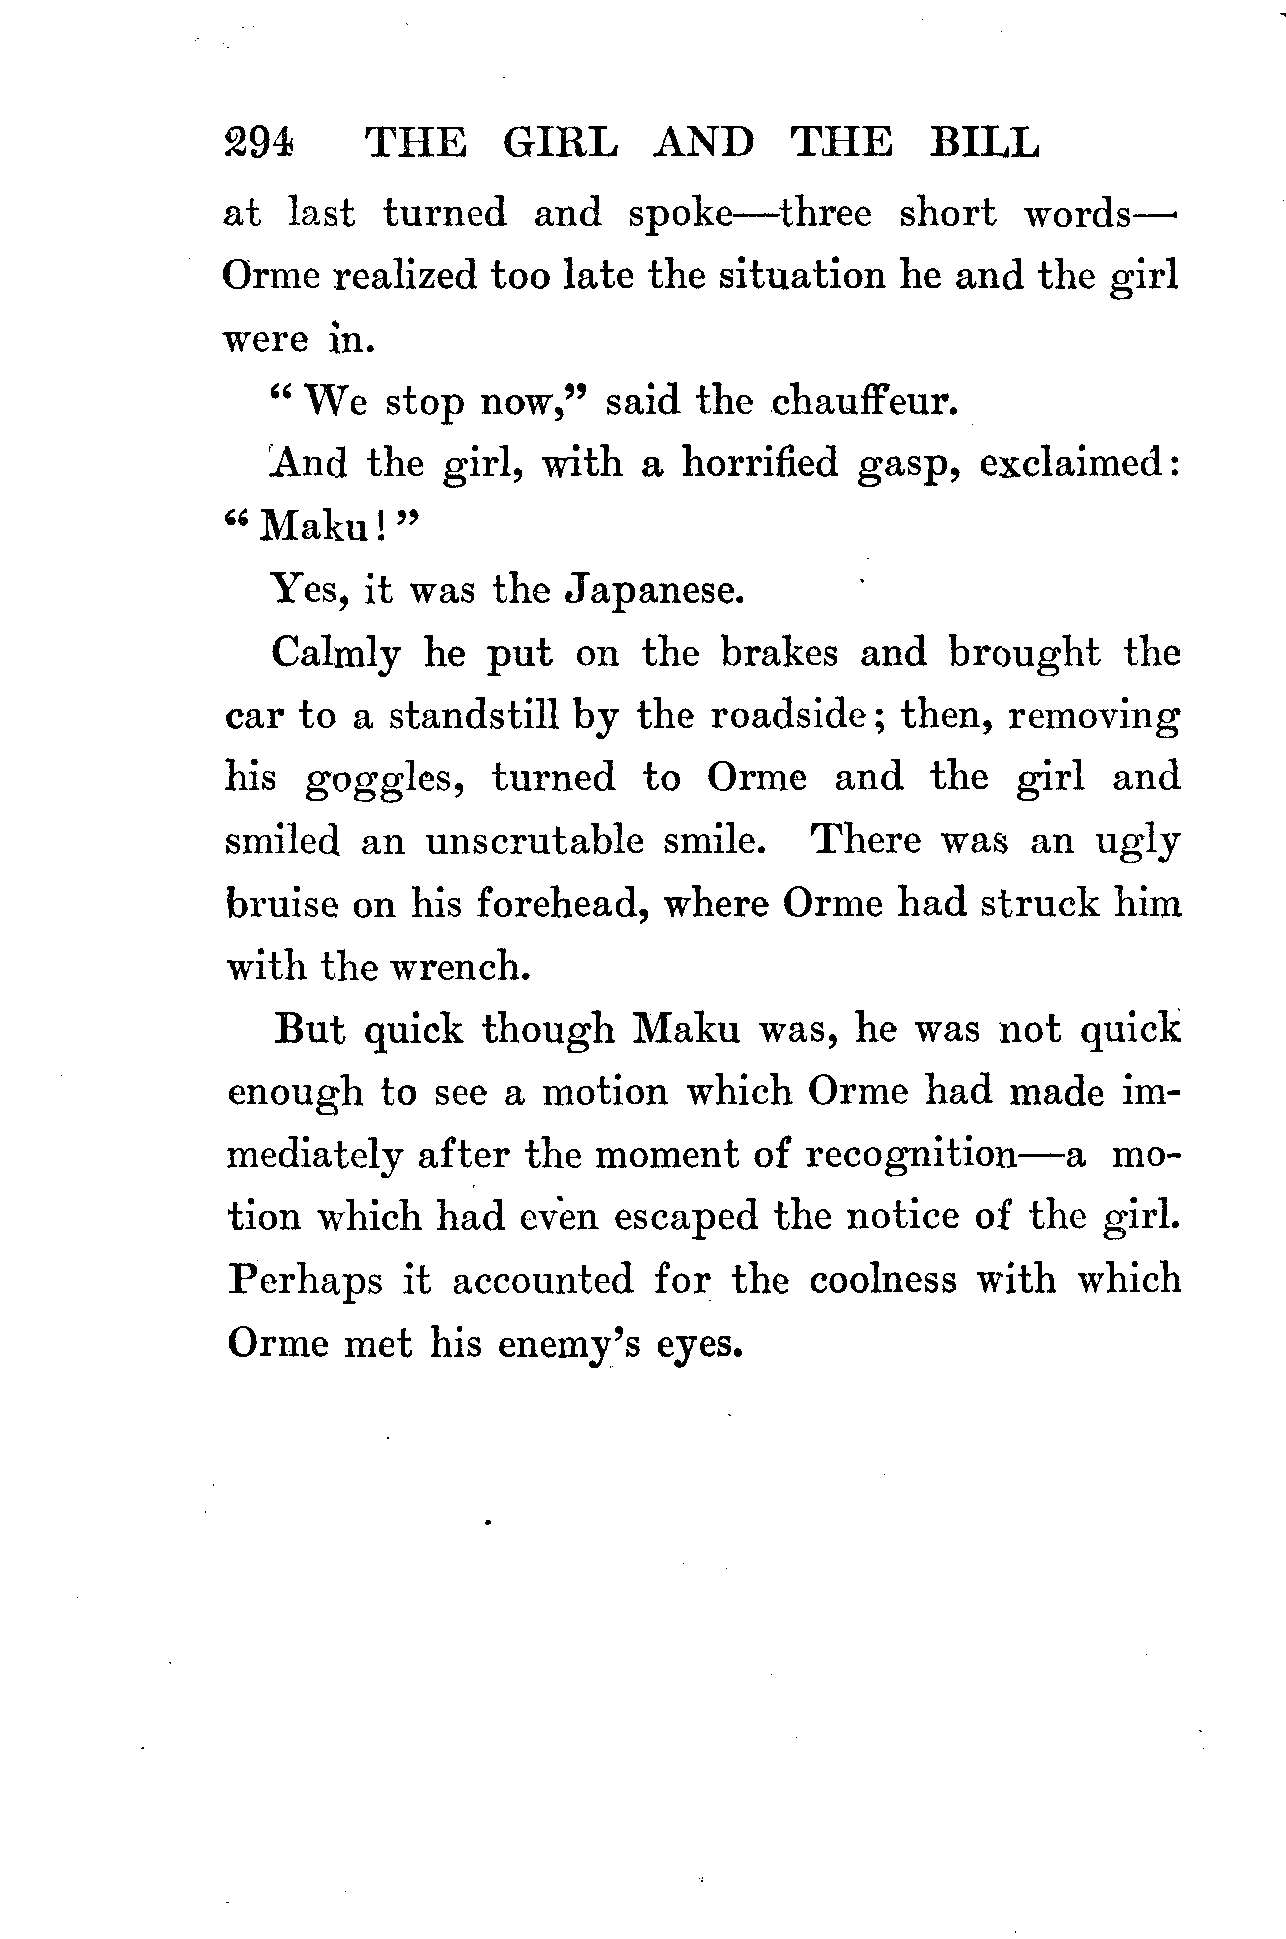 294 THE GIRL AND THE BILL
at last turned and spoke—three short words—
Orme realized too late the situation he and the girl
were in.
“We stop now,” said the chauffeur.
And the girl, with a horrified gasp, exclaimed:
“Maku!”
Yes, it was the Japanese.
Calmly he put on the brakes and brought the
car to a standstill by the roadside; then, removing
his goggles, turned to Orme and the girl and
smiled an unscrutable smile. There was an ugly
bruise on his forehead, where Orme had struck him
with the wrench.
But quick though Maku was, he was not quick
enough to see a motion which Orme had made im-
mediately after the moment of recognition—a mo-
tion which had even escaped the notice of the girl.
Perhaps it accounted for the coolness with which
Orme met his enemy’s eyes.